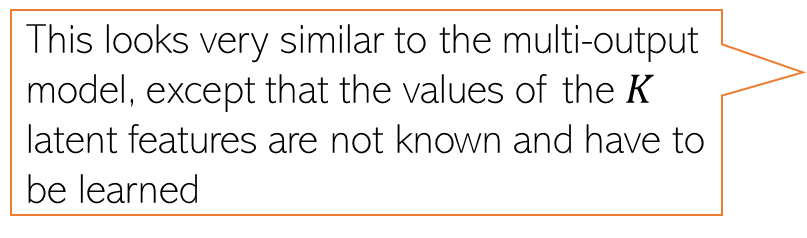 This looks very similar to the multi-output
model, except that the values of the K
latent features are not known and have to
be learned